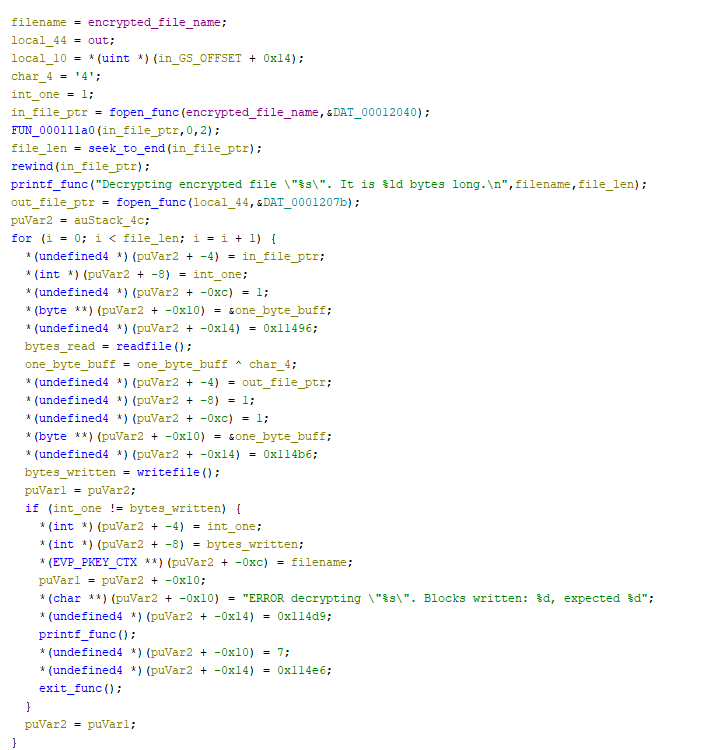 filename = encrypted_file_name;
local_44 = out;
local_10 = *(uint *)(in_GS_OFFSET + 0x14);
char_4 = '4';
int_one = 1;
in_file_ptr = fopen_func(encrypted_file_name,&DAT_00012040);
FUN_000111a0(in_file_ptr,0,2);
file_len = seek_to_end(in_file_ptr);
rewind(in_file_ptr);
printf_func("Decrypting encrypted file \"%s\". It is %ld bytes long.\n",filename,file_len);
out_file_ptr = fopen_func(local_44,&DAT_0001207b);
puVar2 = auStack_4c;
for (i = 0; i < file_len; i = i + 1) {
  *(undefined4 *)(puVar2 + -4) = in_file_ptr;
  *(int *)(puVar2 + -8) = int_one;
  *(undefined4 *)(puVar2 + -0xc) = 1;
  *(byte **)(puVar2 + -0x10) = &one_byte_buff;
  *(undefined4 *)(puVar2 + -0x14) = 0x11496;
  bytes_read = readfile();
  one_byte_buff = one_byte_buff ^ char_4;
  *(undefined4 *)(puVar2 + -4) = out_file_ptr;
  *(undefined4 *)(puVar2 + -8) = 1;
  *(undefined4 *)(puVar2 + -0xc) = 1;
  *(byte **)(puVar2 + -0x10) = &one_byte_buff;
  *(undefined4 *)(puVar2 + -0x14) = 0x114b6;
  bytes_written = writefile();
  puVar1 = puVar2;
  if (int_one != bytes_written) {
    *(int *)(puVar2 + -4) = int_one;
    *(int *)(puVar2 + -8) = bytes_written;
    *(EVP_PKEY_CTX **)(puVar2 + -0xc) = filename;
    puVar1 = puVar2 + -0x10;
    *(char **)(puVar2 + -0x10) = "ERROR decrypting \"%s\". Blocks written: %d, expected %d";
    *(undefined4 *)(puVar2 + -0x14) = 0x114d9;
    printf_func();
    *(undefined4 *)(puVar2 + -0x10) = 7;
    *(undefined4 *)(puVar2 + -0x14) = 0x114e6;
    exit_func();
  }
  puVar2 = puVar1;
}